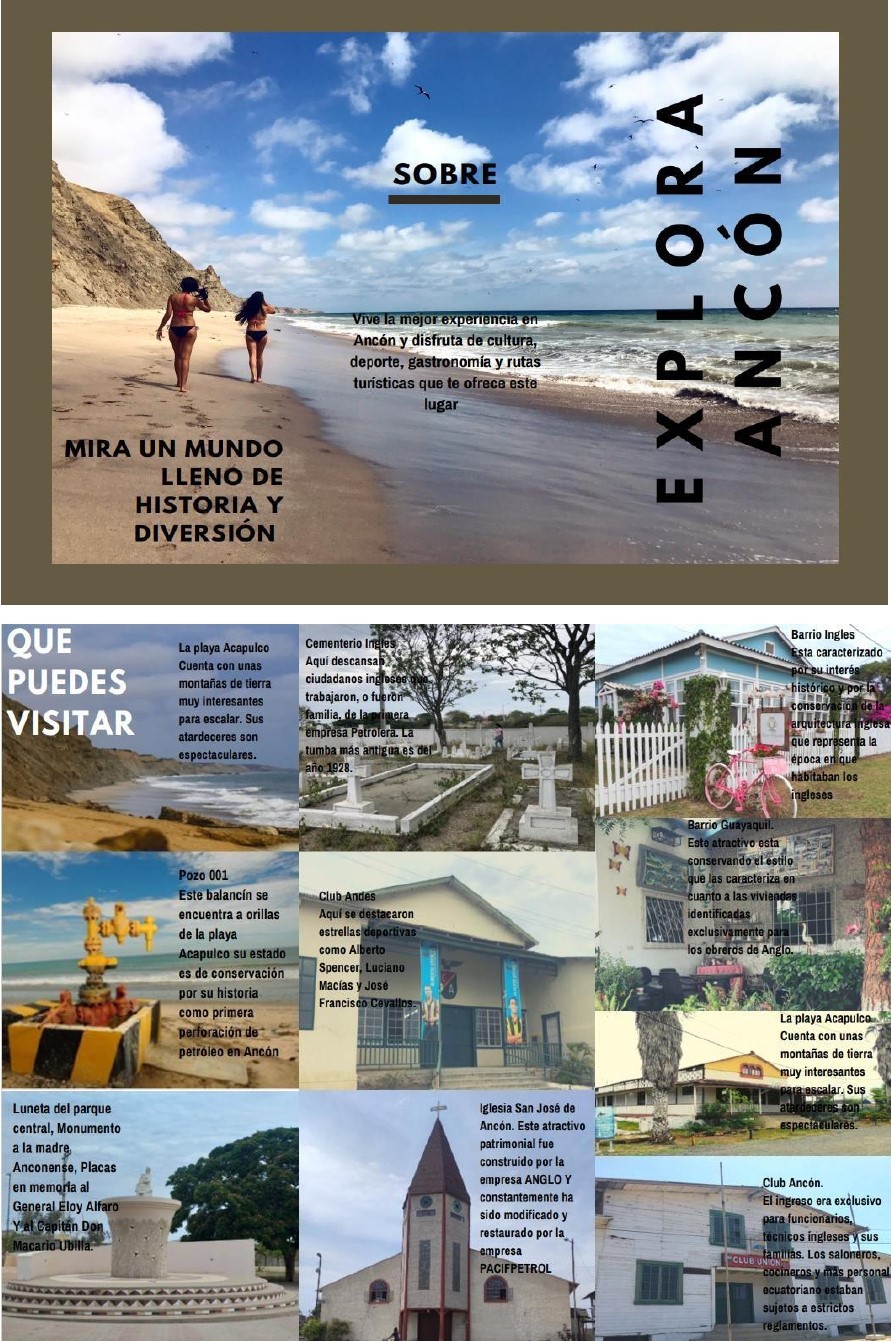 SOBRE
EXPLORA
ANCÓN
Vive la mejor experiencia en
Ancón y disfruta de cultura,
deporte, gastronomía y rutas
turísticas que te ofrece este
lugar
MIRA UN MUNDO
LLENO DE
HISTORIA Y
DIVERSIÓN
QUE
PUEDES
VISITAR
La playa Acapulco
Cuenta con unas
montañas de tierra
muy interesantes
para escalar. Sus
atardeceres son
espectaculares.
Cementerio Ingles
Aquí descansan
ciudadanos ingleses que
trabajaron, o fueron
familia, de la primera
empresa Petrolera. La
tumba más antigua es del
año 1928.
Barrio Ingles
Esta caracterizado
por su interés
histórico y por la
conservación de la
arquitectura inglesa
que representa la
época en que
habitaban los
ingleses
Pozo 001
Este balancín se
encuentra a orillas
de la playa
Acapulco su estado
es de conservación
por su historia
como primera
perforación de
petróleo en Ancón
Club Andes
Aquí se destacaron
estrellas deportivas
como Alberto
Spencer, Luciano
Macías y José
Francisco Cevallos.
Barrio Guayaquil.
Este atractivo esta
conservando el estilo
que las caracteriza en
cuanto a las viviendas
identificadas
exclusivamente para
los obreros de Anglo.
La playa Acapulco
Cuenta con unas
montañas de tierra
muy interesantes
para escalar. Sus
atardeceres son
espectaculares.
Luneta del parque
central, Monumento
a la madre
Anconense, Placas
en memoria al
General Eloy Alfaro
Y al Capitán Don
Macario Ubilla.
Iglesia San José de
Ancón. Este atractivo
patrimonial fue
construido por la
empresa ANGLO Y
constantemente ha
sido modificado y
restaurado por la
empresa
PACIFPETROL
Club Ancón.
El ingreso era exclusivo
para funcionarios,
técnicos ingleses y sus
familias. Los saloneros,
cocineros y más personal
ecuatoriano estaban
sujetos a estrictos
reglamentos.
CLUB UNION